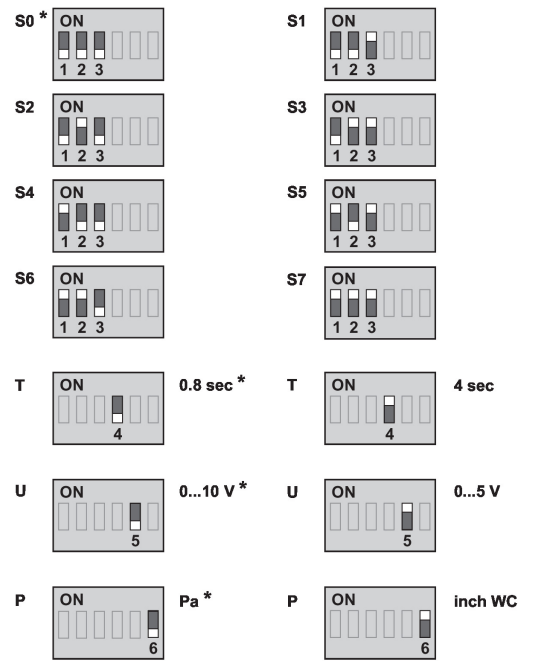 S0 * ON
1 2 3
S1 ON
1 2 3
S2 ON
1 2 3
S3 ON
1 2 3
S4 ON
1 2 3
S5 ON
1 2 3
S6 ON
1 2 3
S7 ON
1 2 3
T ON 0.8 sec *
4
T ON 4 sec
4
U ON 0...10 V *
5
U ON 0...5 V
5
P ON Pa *
6
P ON inch WC
6